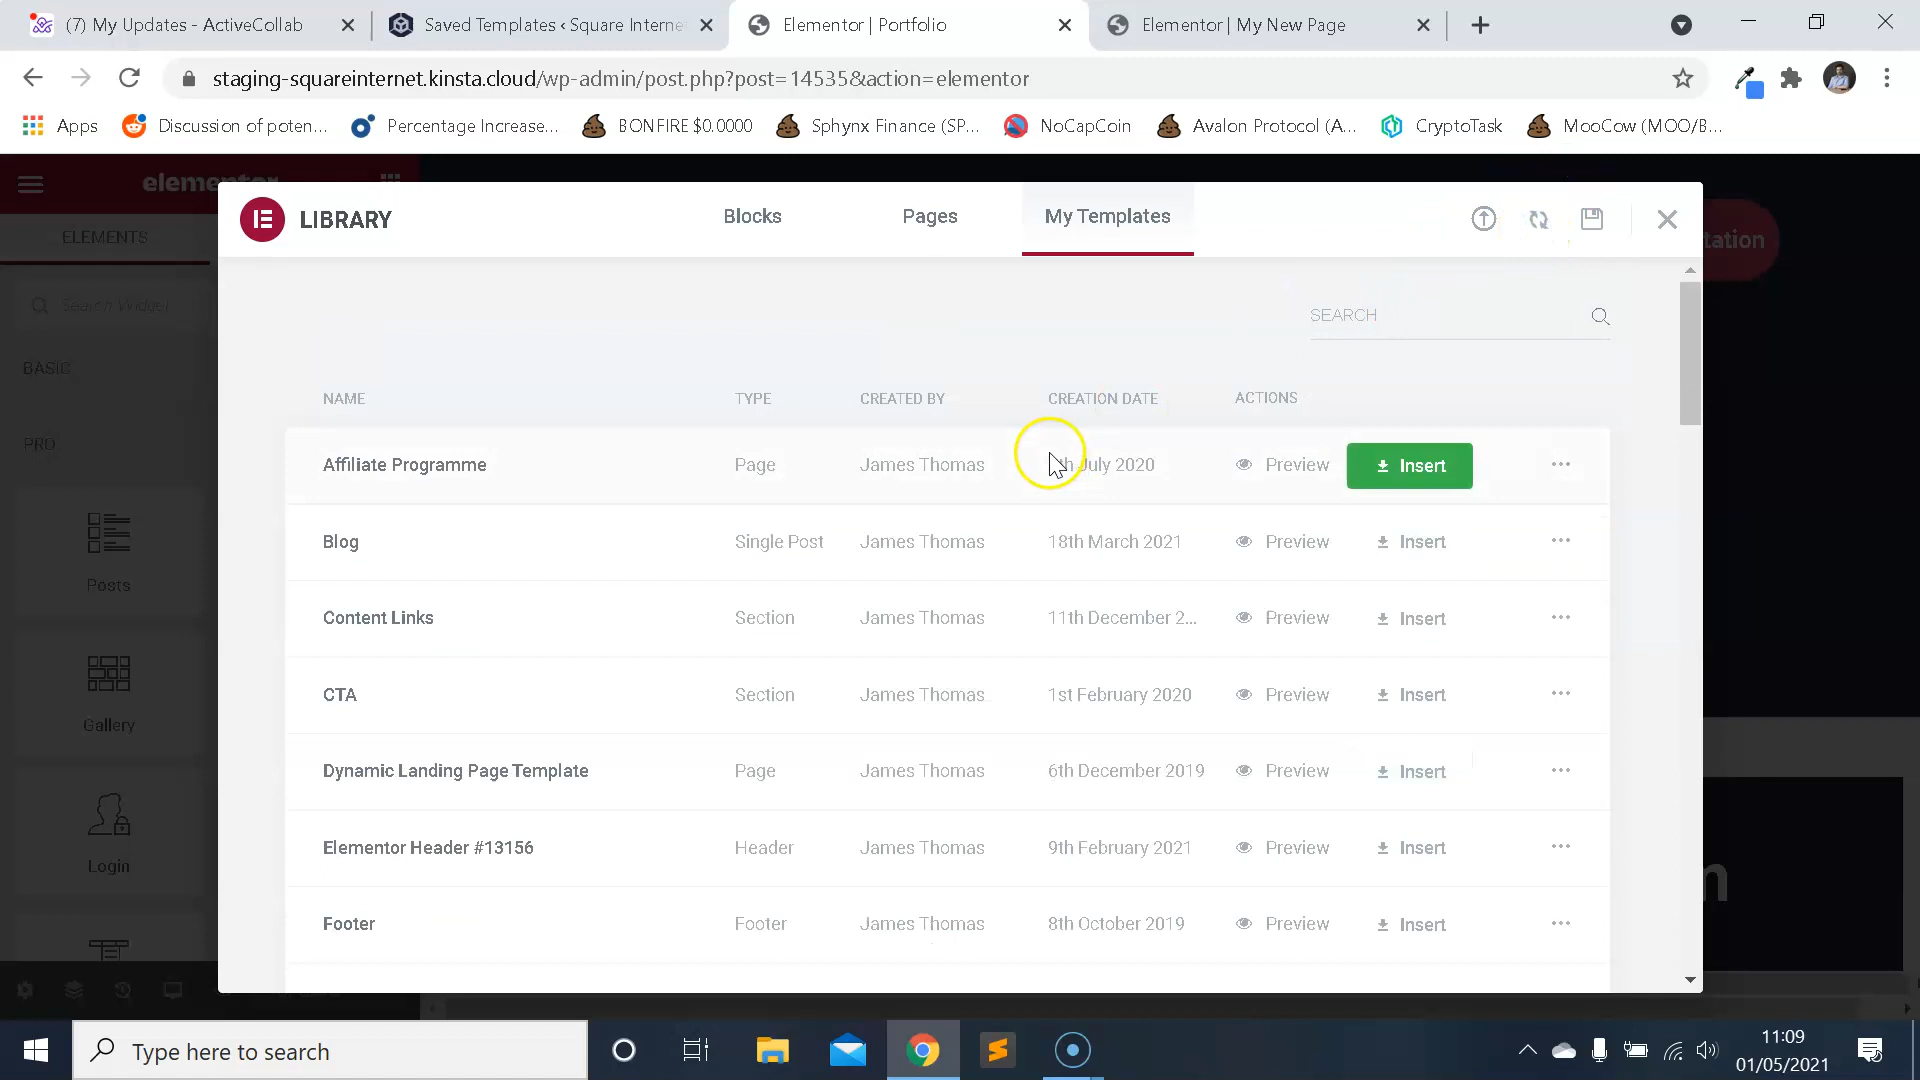 (7) My Updates - ActiveCollab
Saved Templates ‹ Square Interne
Elementor | Portfolio
Elementor | My New Page
staging-squareinternet.kinsta.cloud/wp-admin/post.php?post=14535&action=elementor
Apps
Discussion of poten...
Percentage Increase...
BONFIRE $0.0000
Sphynx Finance (SP...
NoCapCoin
Avalon Protocol (A...
CryptoTask
MooCow (MOO/B...
elementor
ELEMENTS
Search Widget
BASIC
PRO
Posts
Gallery
Login
LIBRARY
Blocks
Pages
My Templates
SEARCH
NAME TYPE CREATED BY CREATION DATE ACTIONS
Affiliate Programme Page James Thomas July 2020 Preview Insert
Blog Single Post James Thomas 18th March 2021 Preview Insert
Content Links Section James Thomas 11th December 2... Preview Insert
CTA Section James Thomas 1st February 2020 Preview Insert
Dynamic Landing Page Template Page James Thomas 6th December 2019 Preview Insert
Elementor Header #13156 Header James Thomas 9th February 2021 Preview Insert
Footer Footer James Thomas 8th October 2019 Preview Insert
Type here to search
11:09
01/05/2021